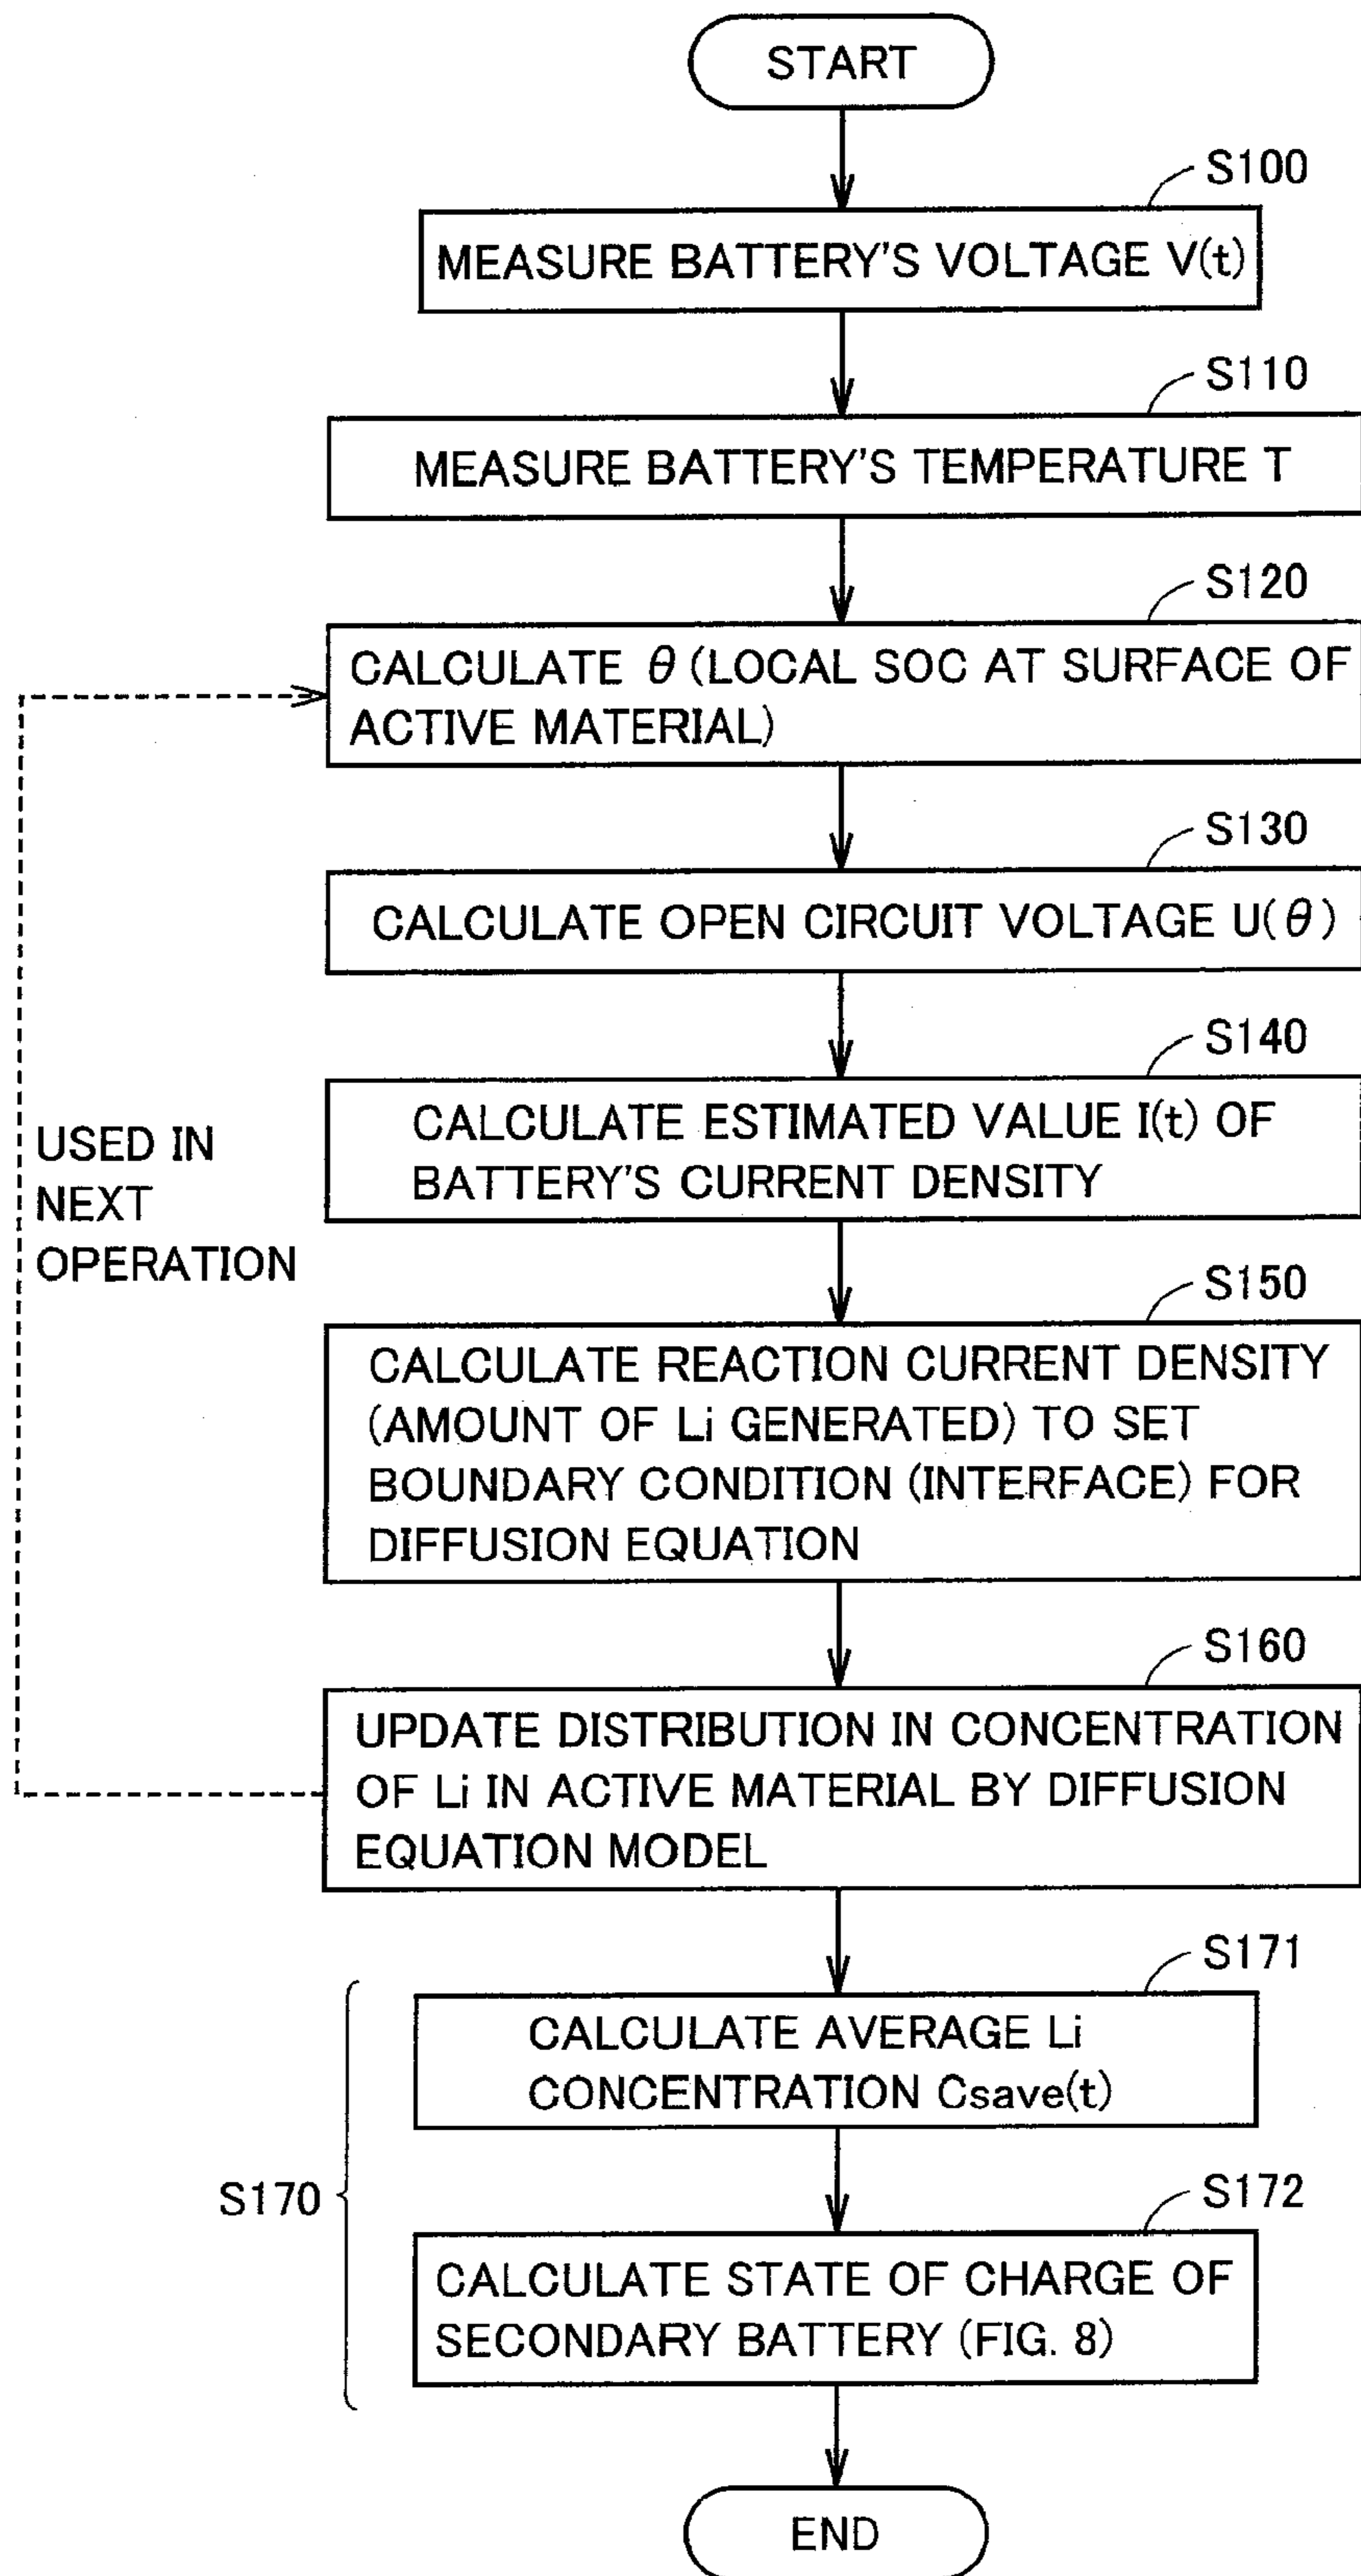 START
S100
MEASURE BATTERY'S VOLTAGE V(t)
S110
MEASURE BATTERY'S TEMPERATURE T
S120
CALCULATE θ (LOCAL SOC AT SURFACE OF
ACTIVE MATERIAL)
S130
CALCULATE OPEN CIRCUIT VOLTAGE U(θ)
S140
CALCULATE ESTIMATED VALUE I(t) OF
BATTERY'S CURRENT DENSITY
USED IN
NEXT
OPERATION
S150
CALCULATE REACTION CURRENT DENSITY
(AMOUNT OF Li GENERATED) TO SET
BOUNDARY CONDITION (INTERFACE) FOR
DIFFUSION EQUATION
S160
UPDATE DISTRIBUTION IN CONCENTRATION
OF Li IN ACTIVE MATERIAL BY DIFFUSION
EQUATION MODEL
S170
S171
CALCULATE AVERAGE Li
CONCENTRATION Csave(t)
S172
CALCULATE STATE OF CHARGE OF
SECONDARY BATTERY (FIG. 8)
END